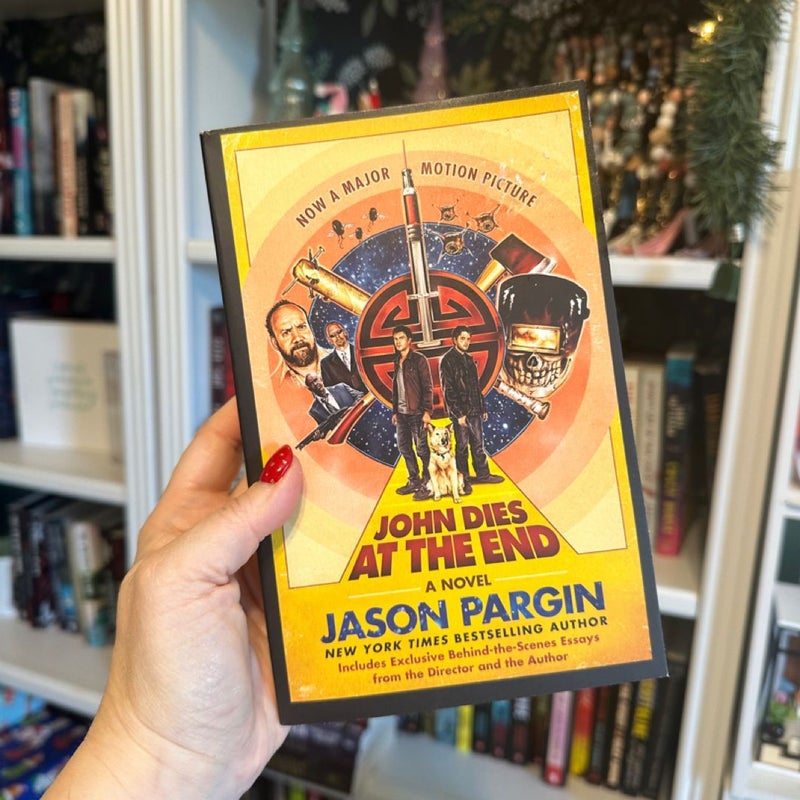 NOW A MAJOR MOTION PICTURE
JOHN DIES
AT THE END
A NOVEL
JASON PARGIN
NEW YORK TIMES BESTSELLING AUTHOR
Includes Exclusive Behind-the-Scenes Essays
from the Director and the Author